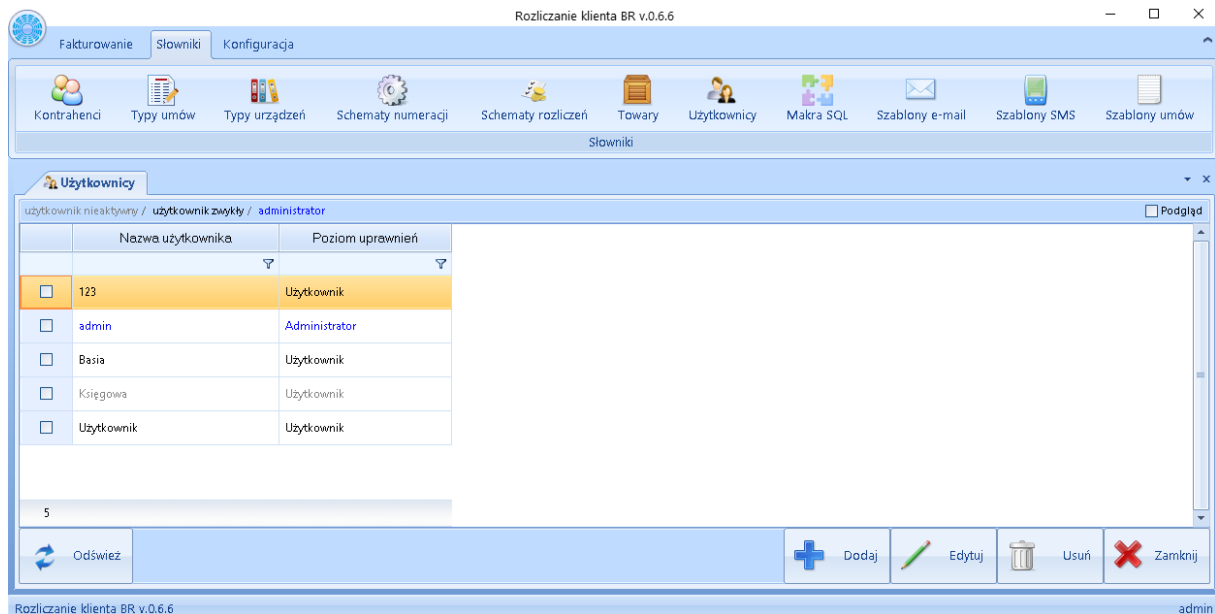 Rozliczanie klienta BR v.0.6.6
Fakturowanie Słowniki Konfiguracja
Kontrahenci Typy umów Typy urządzeń Schematy numeracji Schematy rozliczeń Towary Użytkownicy Makra SQL Szablony e-mail Szablony SMS Szablony umów
Słowniki
Użytkownicy
użytkownik nieaktywny / użytkownik zwykły / administrator Podgląd
Nazwa użytkownika Poziom uprawnień
123 Użytkownik
admin Administrator
Basia Użytkownik
Księgowa Użytkownik
Użytkownik Użytkownik
5
Odśwież Dodaj Edytuj Usuń Zamknij
Rozliczanie klienta BR v.0.6.6 admin